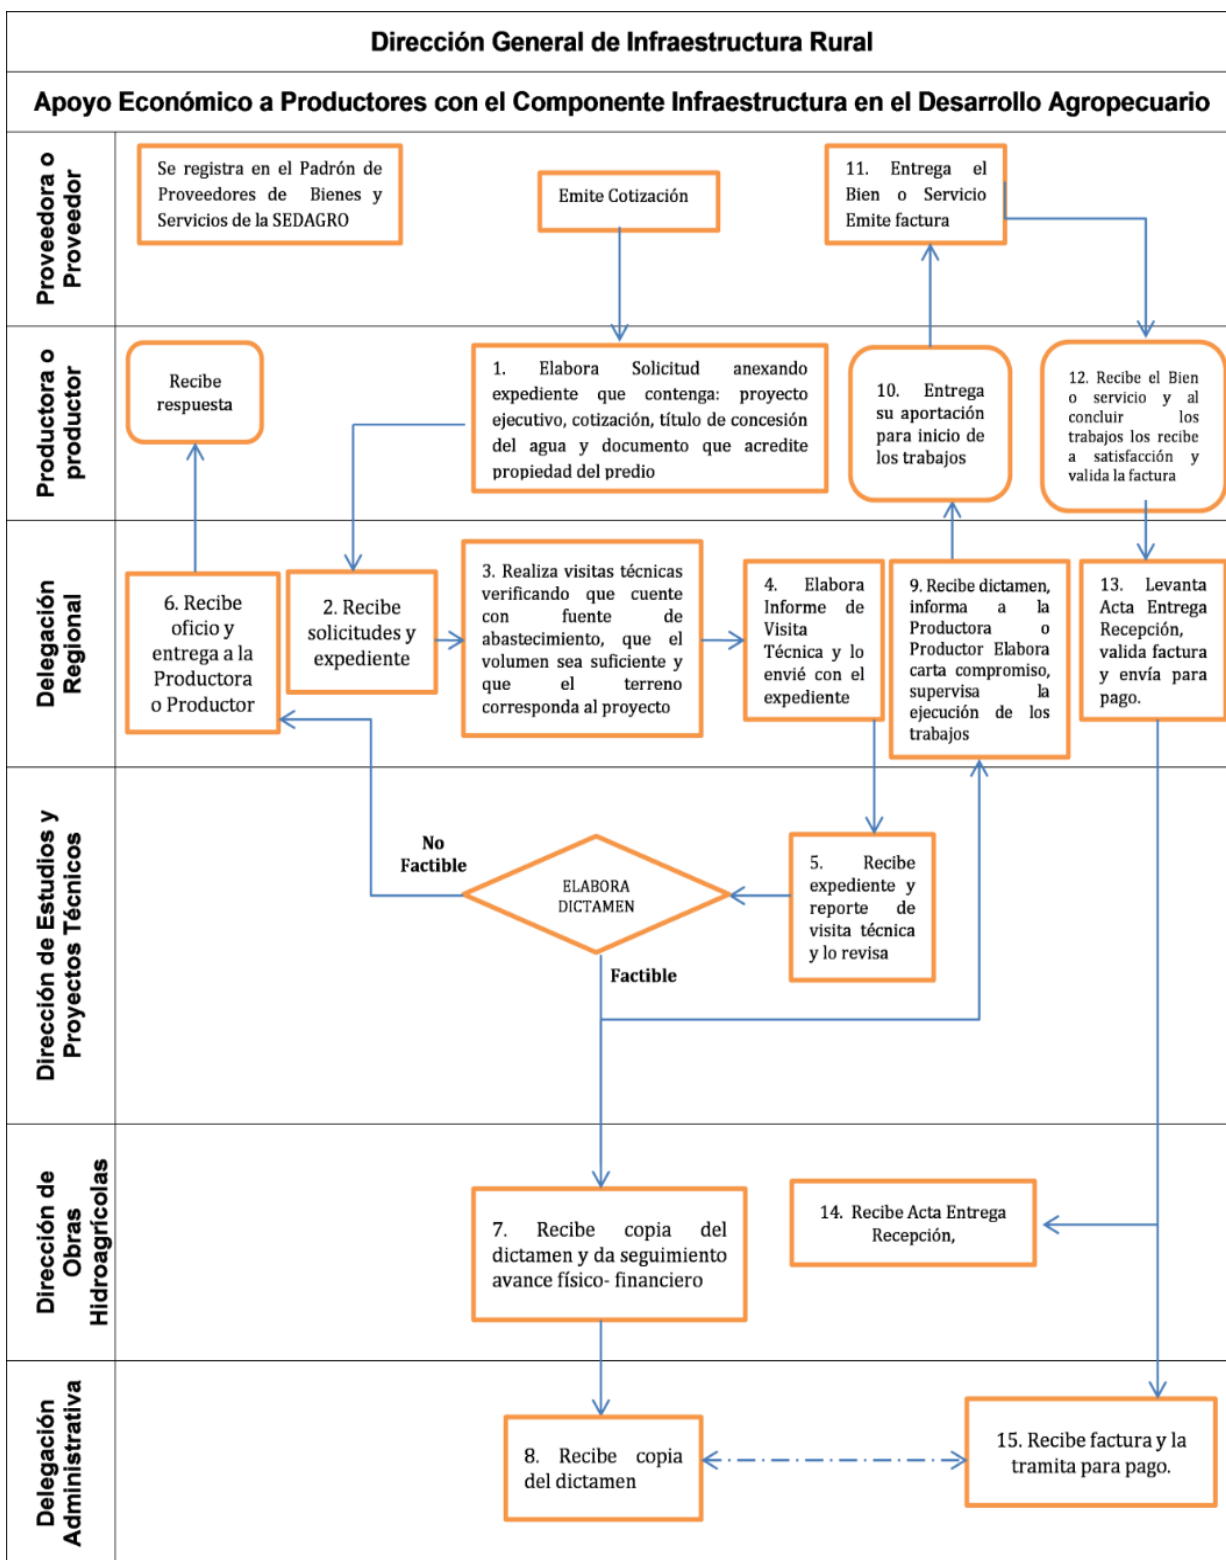 Dirección General de Infraestructura Rural
Apoyo Económico a Productores con el Componente Infraestructura en el Desarrollo Agropecuario
Proveedora o
Proveedor
Se registra en el Padrón de
Proveedores de Bienes y
Servicios de la SEDAGRO
Emite Cotización
11. Entrega el
Bien o Servicio
Emite factura
Productora o
productor
Recibe
respuesta
1. Elabora Solicitud anexando
expediente que contenga: proyecto
ejecutivo, cotización, título de concesión
del agua y documento que acredite
propiedad del predio
10. Entrega
su aportación
para inicio de
los trabajos
12. Recibe el Bien
o servicio y al
concluir los
trabajos los recibe
a satisfacción y
valida la factura
Delegación
Regional
6. Recibe
oficio y
entrega a la
Productora
o Productor
2. Recibe
solicitudes y
expediente
3. Realiza visitas técnicas
verificando que cuente
con fuente de
abastecimiento, que el
volumen sea suficiente y
que el terreno
corresponda al proyecto
4. Elabora
Informe de
Visita
Técnica y lo
envié con el
expediente
9. Recibe dictamen,
informa a la
Productora o
Productor Elabora
carta compromiso,
supervisa la
ejecución de los
trabajos
13. Levanta
Acta Entrega
Recepción,
valida factura
y envía para
pago.
Dirección de Estudios y
Proyectos Técnicos
No
Factible
ELABORA
DICTAMEN
Factible
5. Recibe
expediente y
reporte de
visita técnica
y lo revisa
Dirección de
Obras
Hidroagrícolas
7. Recibe copia del
dictamen y da seguimiento
avance físico- financiero
14. Recibe Acta Entrega
Recepción,
Delegación
Administrativa
8. Recibe copia
del dictamen
15. Recibe factura y la
tramita para pago.